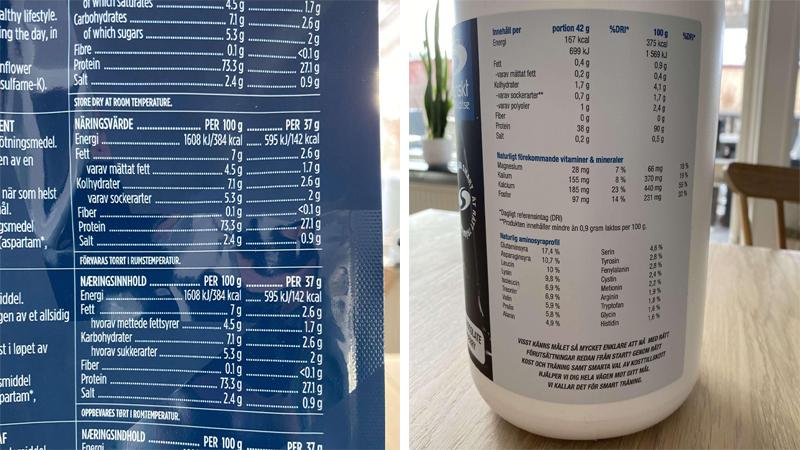 althy lifestyle.
ing the day, in
nflower
sulfame-K).
ENT
ötningsmedel.
en av en
när som helst
ål.
gsmedel
(aspartam*,
iddel.
gen av et allsidig
st i løpet av
smiddel
partam*,
AF
of which saturates 4.5 g 1.7 g
Carbohydrates 7.1 g 2.6 g
of which sugars 5.3 g 2 g
Fibre 0.1 g <0.1 g
Protein 73.3 g 27.1 g
Salt 2.4 g 0.9 g
STORE DRY AT ROOM TEMPERATURE.
NÄRINGSVÄRDE PER 100 g PER 37 g
Energi 1608 kJ/384 kcal 595 kJ/142 kcal
Fett 7 g 2.6 g
varav mättat fett 4.5 g 1.7 g
Kolhydrater 7.1 g 2.6 g
varav sockerarter 5.3 g 2 g
Fiber 0.1 g <0.1 g
Protein 73.3 g 27.1 g
Salt 2.4 g 0.9 g
FÖRVARAS TORRT I RUMSTEMPERATUR.
NÆRINGSINNHOLD PER 100 g PER 37 g
Energi 1608 kJ/384 kcal 595 kJ/142 kcal
Fett 7 g 2.6 g
hvorav mettede fettsyrer 4.5 g 1.7 g
Karbohydrater 7.1 g 2.6 g
hvorav sukkerarter 5.3 g 2 g
Fiber 0.1 g <0.1 g
Protein 73.3 g 27.1 g
Salt 2.4 g 0.9 g
OPPBEVARES TØRT I ROMTEMPERATUR.
NÆRINGSINDHOLD PER 100 g PER 37 g
Innehåll per portion 42 g %DRI* 100 g %DRI*
Energi 167 kcal 375 kcal
699 kJ 1 569 kJ
Fett 0,4 g 0,9 g
-varav mättat fett 0,2 g 0,4 g
Kolhydrater 1,7 g 4,1 g
-varav sockerarter** 0,7 g 1,7 g
-varav polyoler 1 g 2,4 g
Fiber 0 g 0 g
Protein 38 g 90 g
Salt 0,2 g 0,5 g
Naturligt förekommande vitaminer & mineraler
Magnesium 28 mg 7 % 66 mg 18 %
Kalium 155 mg 8 % 370 mg 19 %
Kalcium 185 mg 23 % 440 mg 55 %
Fosfor 97 mg 14 % 231 mg
*Dagligt referensintag (DRI)
**Produkten innehåller mindre än 0,9 gram laktos per 100 g.
Naturlig aminosyraprofil
Glutaminsyra 17,4 % Serin 4,6 %
Asparaginsyra 10,7 % Tyrosin 2,8 %
Leucin 10 % Fenylalanin 2,8 %
Lysin 9,8 % Cystin 2,4 %
Isoleucin 6,9 % Metionin 2,2 %
Treonin 6,9 % Arginin 1,9 %
Valin 6,9 % Tryptofan 1,8 %
Prolin 5,9 % Glycin 1,6 %
Alanin 5,8 % Histidin 1,6 %
4,9 %
VISST KÄNNS MÅLET SÅ MYCKET ENKLARE ATT NÅ MED RÄTT
FÖRUTSÄTTNINGAR REDAN FRÅN START? GENOM RÄTT
KOST OCH TRÄNING SAMT SMARTA VAL AV KOSTTILLSKOTT
HJÄLPER VI DIG HELA VÄGEN MOT DITT MÅL.
VI KALLAR DET FÖR SMART TRÄNING.